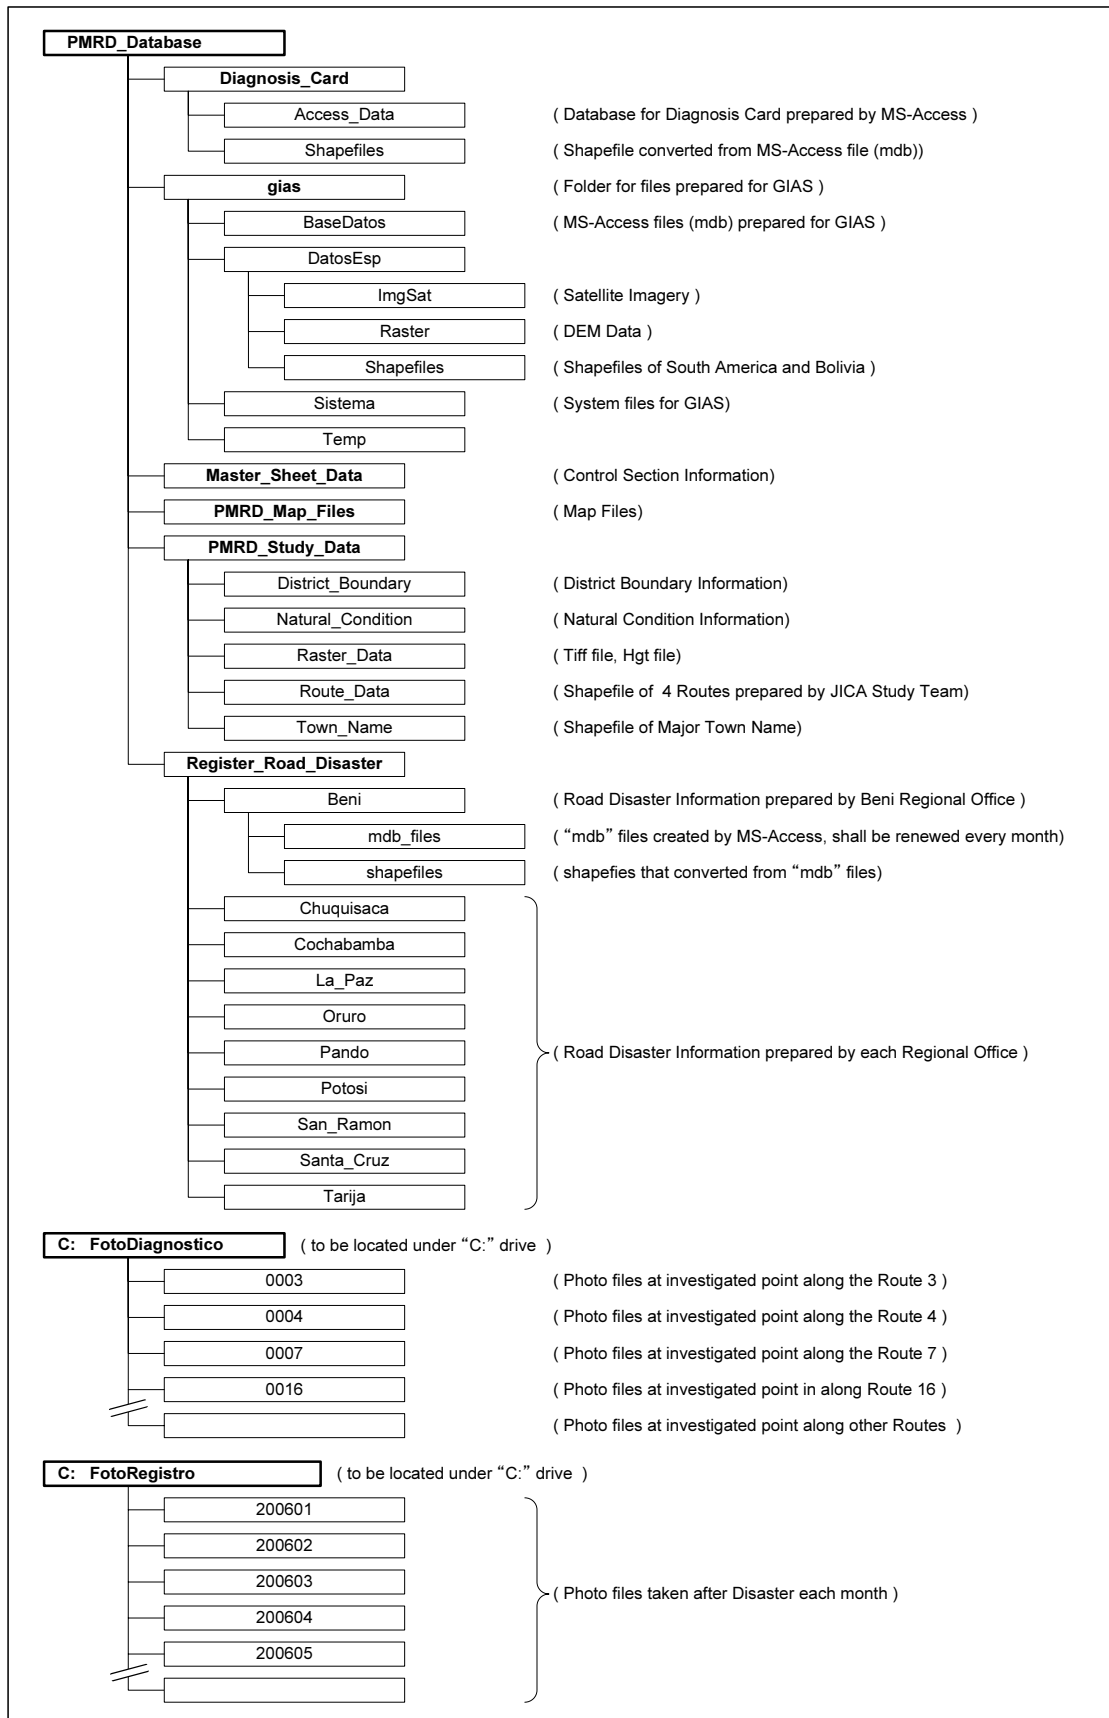 PMRD_Database
Diagnosis_Card
Access_Data ( Database for Diagnosis Card prepared by MS-Access )
Shapefiles ( Shapefile converted from MS-Access file (mdb))
gias ( Folder for files prepared for GIAS )
BaseDatos ( MS-Access files (mdb) prepared for GIAS )
DatosEsp
ImgSat ( Satellite Imagery )
Raster ( DEM Data )
Shapefiles ( Shapefiles of South America and Bolivia )
Sistema ( System files for GIAS)
Temp
Master_Sheet_Data ( Control Section Information)
PMRD_Map_Files ( Map Files)
PMRD_Study_Data
District_Boundary ( District Boundary Information)
Natural_Condition ( Natural Condition Information)
Raster_Data ( Tiff file, Hgt file)
Route_Data ( Shapefile of 4 Routes prepared by JICA Study Team)
Town_Name ( Shapefile of Major Town Name)
Register_Road_Disaster
Beni ( Road Disaster Information prepared by Beni Regional Office )
mdb_files ( “mdb” files created by MS-Access, shall be renewed every month)
shapefiles ( shapefies that converted from “mdb” files)
Chuquisaca
Cochabamba
La_Paz
Oruro
Pando ( Road Disaster Information prepared by each Regional Office )
Potosi
San_Ramon
Santa_Cruz
Tarija
C: FotoDiagnostico ( to be located under “C:” drive )
0003 ( Photo files at investigated point along the Route 3 )
0004 ( Photo files at investigated point along the Route 4 )
0007 ( Photo files at investigated point along the Route 7 )
0016 ( Photo files at investigated point in along Route 16 )
( Photo files at investigated point along other Routes )
C: FotoRegistro ( to be located under “C:” drive )
200601
200602
200603
( Photo files taken after Disaster each month )
200604
200605